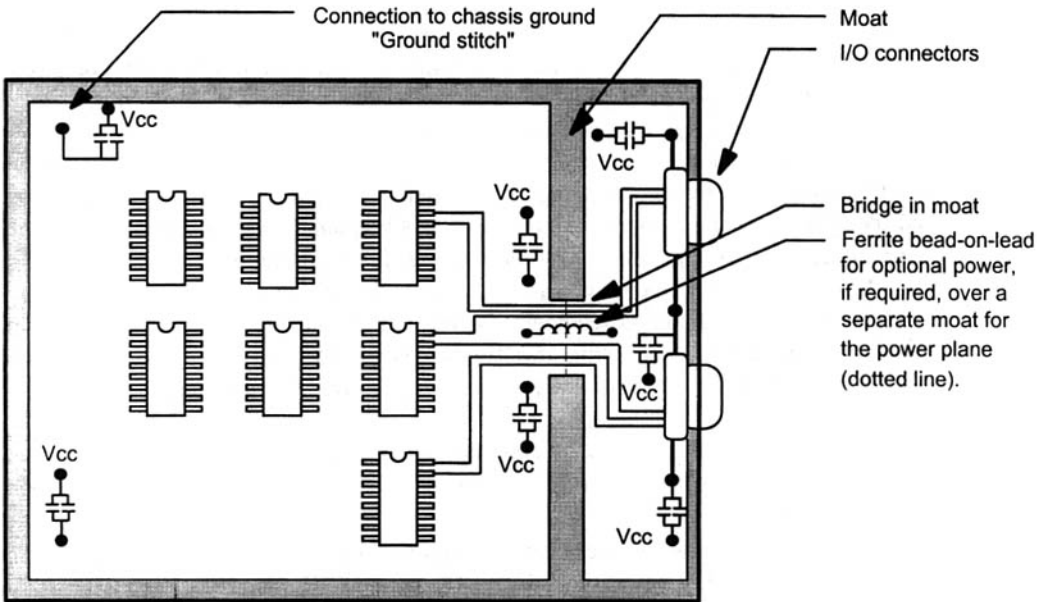 Connection to chassis ground
"Ground stitch"
Moat
I/O connectors
Vcc
Vcc
Vcc
Bridge in moat
Ferrite bead-on-lead
for optional power,
if required, over a
separate moat for
the power plane
(dotted line).
Vcc
Vcc
Vcc
Vcc